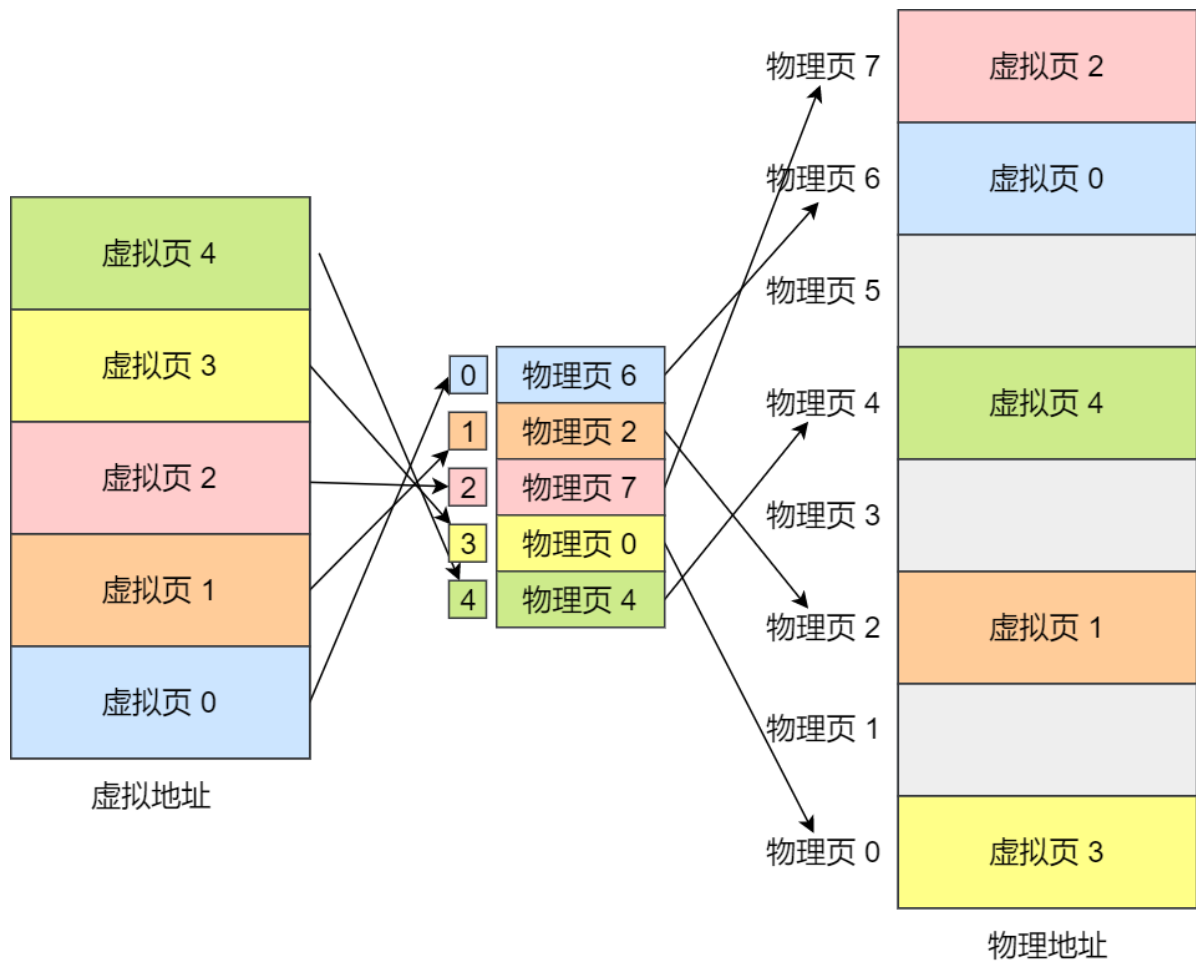 虚拟页 4
虚拟页 3
虚拟页 2
虚拟页 1
虚拟页 0
虚拟地址
0 物理页 6
1 物理页 2
2 物理页 7
3 物理页 0
4 物理页 4
物理页 7 虚拟页 2
物理页 6 虚拟页 0
物理页 5
物理页 4 虚拟页 4
物理页 3
物理页 2 虚拟页 1
物理页 1
物理页 0 虚拟页 3
物理地址